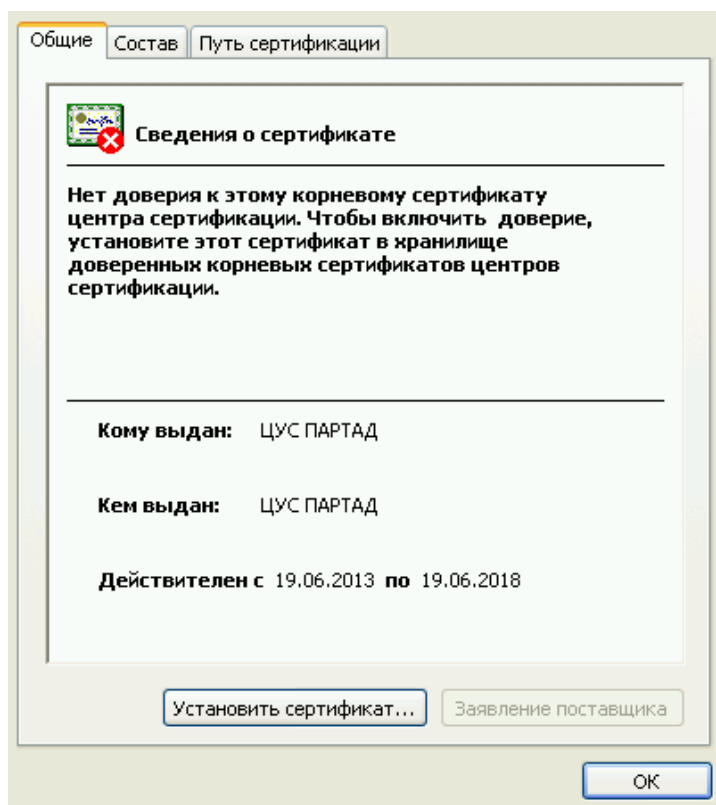 Общие Состав Путь сертификации
Сведения о сертификате
Нет доверия к этому корневому сертификату
центра сертификации. Чтобы включить доверие,
установите этот сертификат в хранилище
доверенных корневых сертификатов центров
сертификации.
Кому выдан: ЦУС ПАРТАД
Кем выдан: ЦУС ПАРТАД
Действителен с 19.06.2013 по 19.06.2018
Установить сертификат... Заявление поставщика
ОК